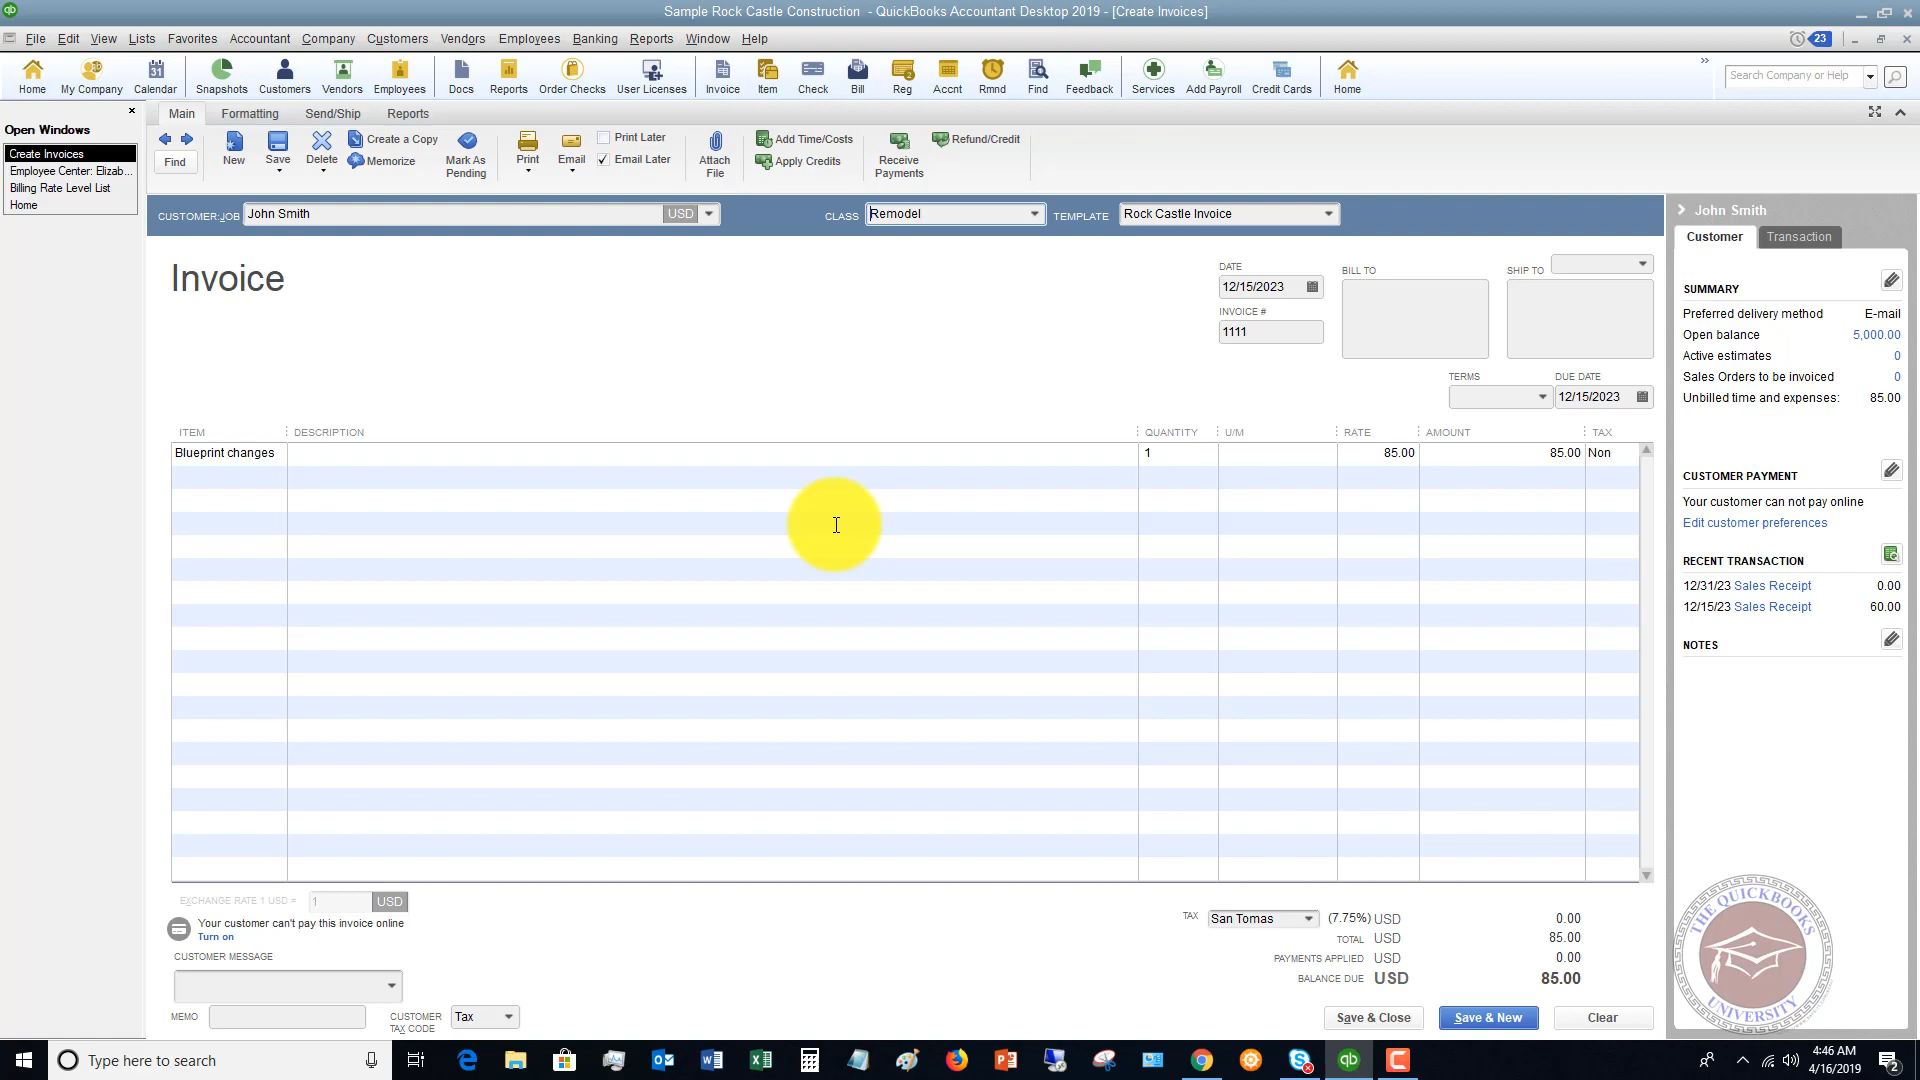 Sample Rock Castle Construction - QuickBooks Accountant Desktop 2019 - [Create Invoices]
File Edit View Lists Favorites Accountant Company Customers Vendors Employees Banking Reports Window Help
23
Home My Company Calendar Snapshots Customers Vendors Employees Docs Reports Order Checks User Licenses Invoice Item Check Bill Reg Accnt Rmnd Find Feedback Services Add Payroll Credit Cards Home
Search Company or Help
Open Windows
Create Invoices
Employee Center: Elizab...
Billing Rate Level List
Home
Main Formatting Send/Ship Reports
Find
New
Save
Delete
Create a Copy
Memorize
Mark As
Pending
Print
Email
Print Later
Email Later
Attach
File
Add Time/Costs
Apply Credits
Receive
Payments
Refund/Credit
CUSTOMER:JOB John Smith USD CLASS Remodel TEMPLATE Rock Castle Invoice
Invoice
DATE
12/15/2023
INVOICE #
1111
BILL TO
SHIP TO
TERMS
DUE DATE
12/15/2023
ITEM DESCRIPTION QUANTITY U/M RATE AMOUNT TAX
Blueprint changes 1 85.00 85.00 Non
EXCHANGE RATE 1 USD = 1 USD
Your customer can't pay this invoice online
Turn on
CUSTOMER MESSAGE
MEMO
CUSTOMER
TAX CODE
Tax
TAX San Tomas (7.75%) USD 0.00
TOTAL USD 85.00
PAYMENTS APPLIED USD 0.00
BALANCE DUE USD 85.00
Save & Close Save & New Clear
John Smith
Customer Transaction
SUMMARY
Preferred delivery method E-mail
Open balance 5,000.00
Active estimates 0
Sales Orders to be invoiced 0
Unbilled time and expenses: 85.00
CUSTOMER PAYMENT
Your customer can not pay online
Edit customer preferences
RECENT TRANSACTION
12/31/23 Sales Receipt 0.00
12/15/23 Sales Receipt 60.00
NOTES
THE QUICKBOOKS
UNIVERSITY
Type here to search
4:46 AM
4/16/2019
2